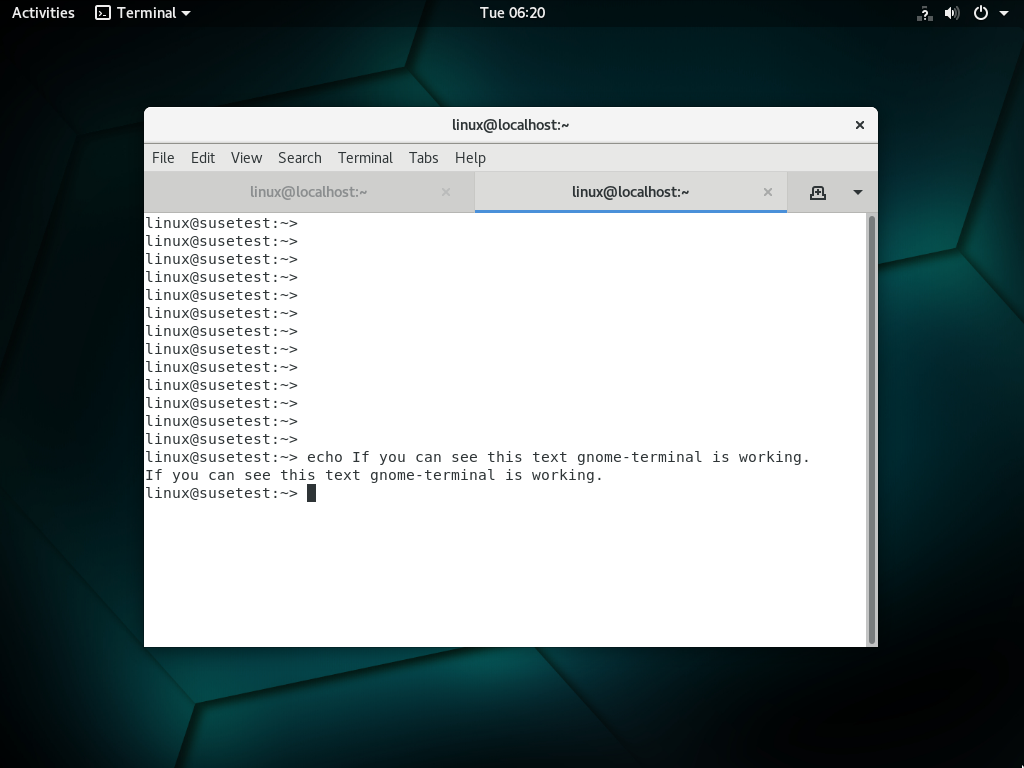 Activities Terminal Tue 06:20
linux@localhost:~
File Edit View Search Terminal Tabs Help
linux@localhost:~ linux@localhost:~
linux@susetest:~>
linux@susetest:~>
linux@susetest:~>
linux@susetest:~>
linux@susetest:~>
linux@susetest:~>
linux@susetest:~>
linux@susetest:~>
linux@susetest:~>
linux@susetest:~>
linux@susetest:~>
linux@susetest:~>
linux@susetest:~>
linux@susetest:~> echo If you can see this text gnome-terminal is working.
If you can see this text gnome-terminal is working.
linux@susetest:~>